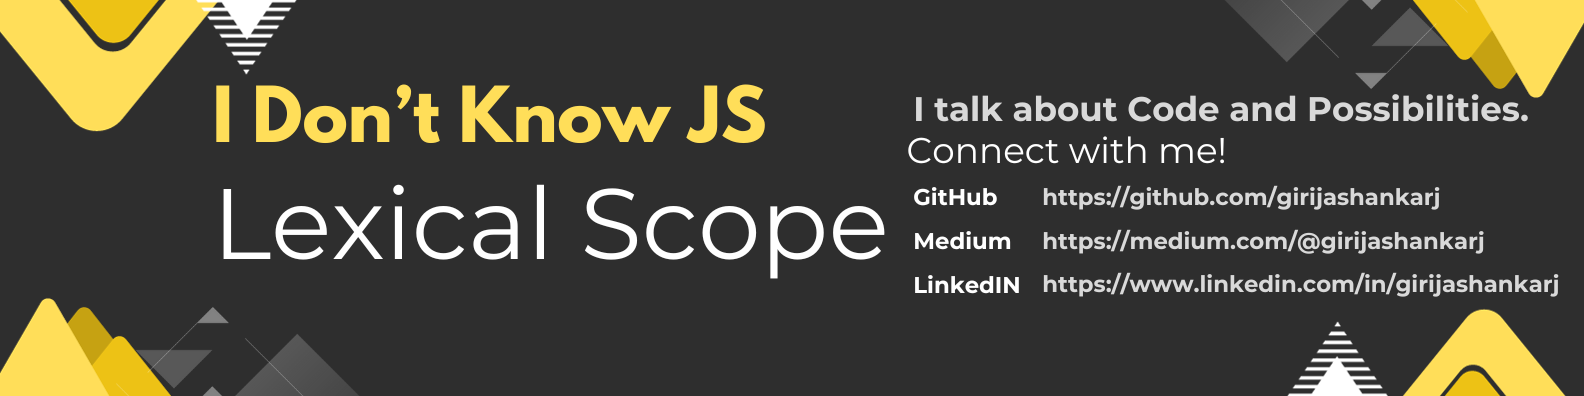 I Don’t Know JS
Lexical Scope
I talk about Code and Possibilities.
Connect with me!
GitHub https://github.com/girijashankarj
Medium https://medium.com/@girijashankarj
LinkedIN https://www.linkedin.com/in/girijashankarj